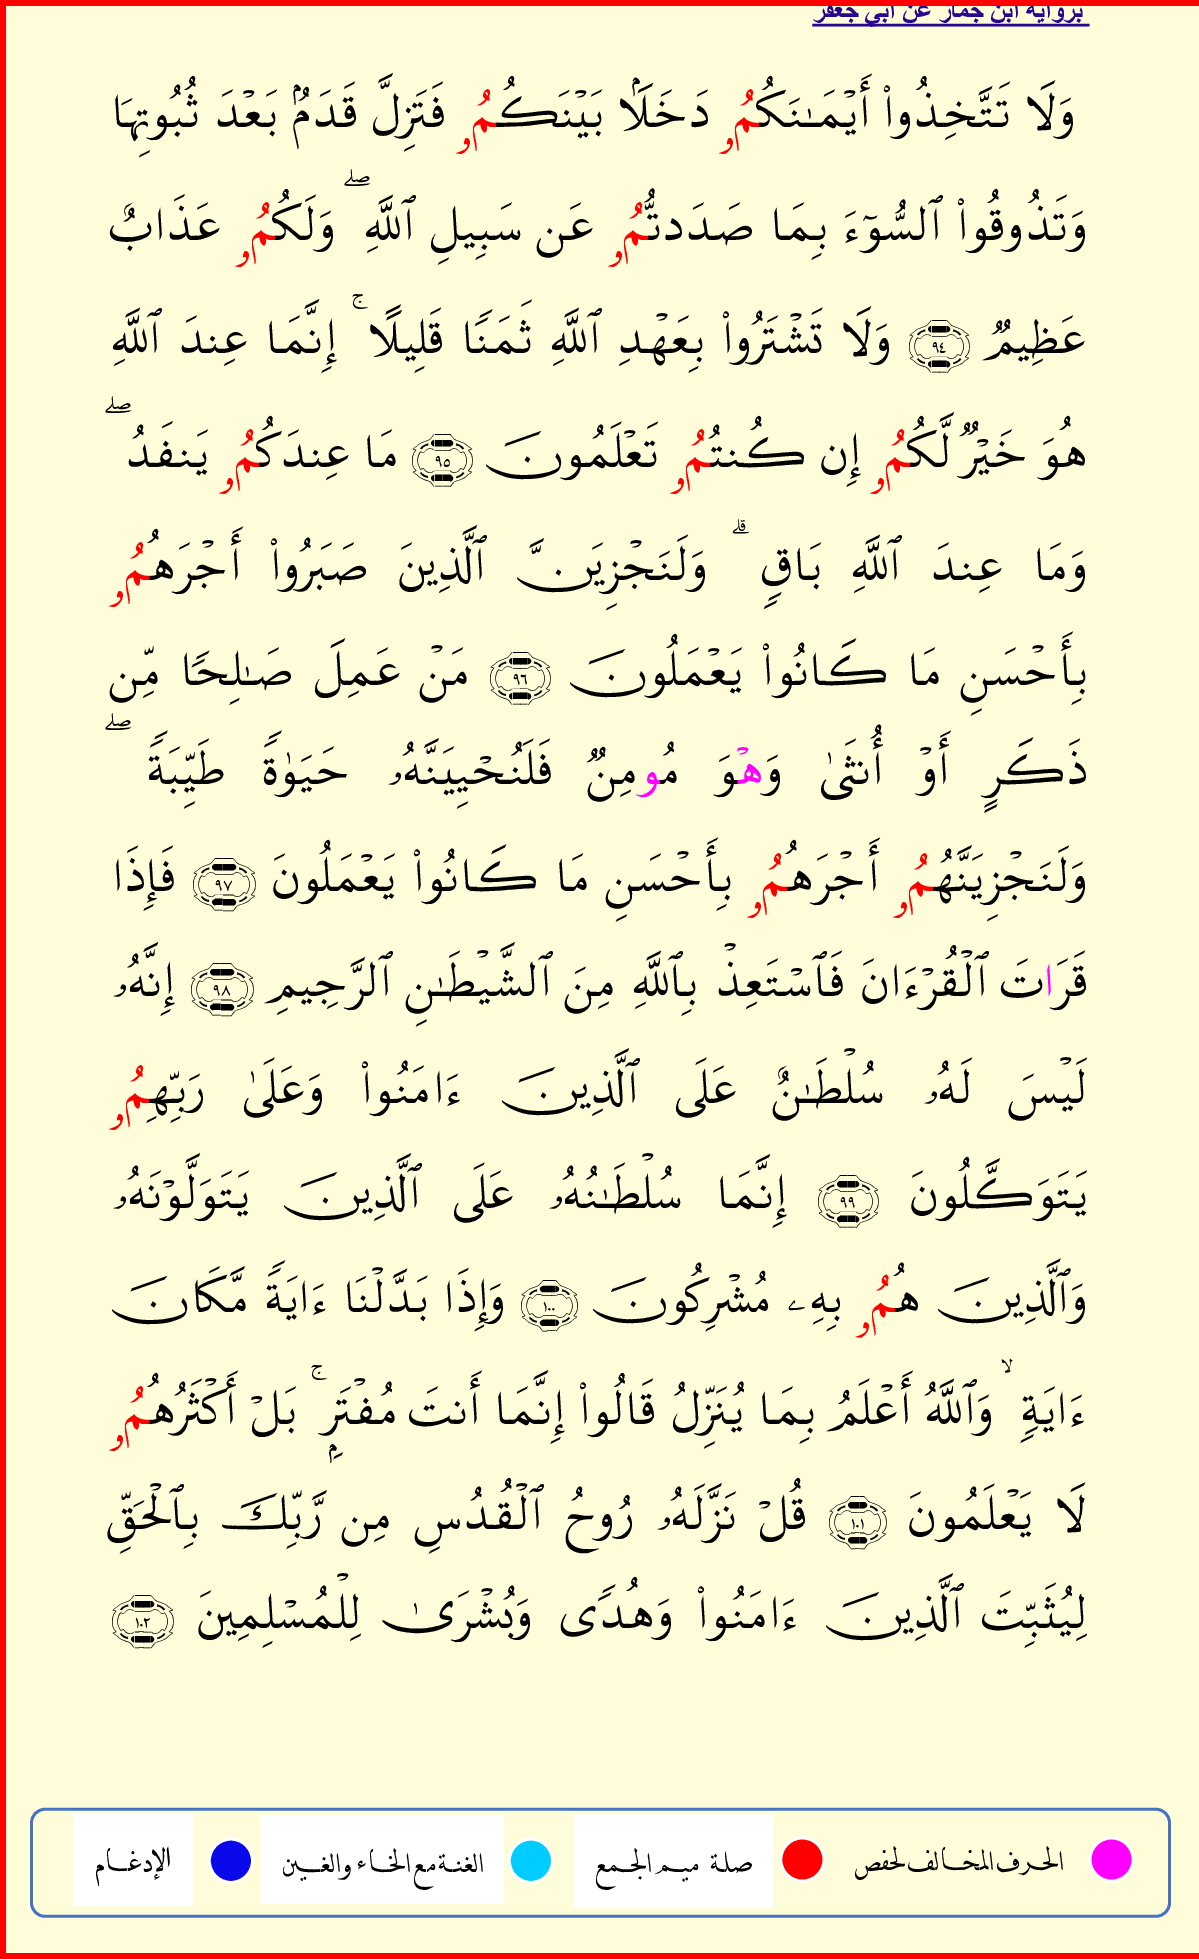 برواية ابن جماز عن أبي جعفر
وَلَا تَتَّخِذُوا۟ أَيْمَـٰنَكُمُۥ دَخَلَۢا بَيْنَكُمُۥ فَتَزِلَّ قَدَمُۢ بَعْدَ ثُبُوتِهَا
وَتَذُوقُوا۟ ٱلسُّوٓءَ بِمَا صَدَدتُّمُۥ عَن سَبِيلِ ٱللَّهِ ۖ وَلَكُمُۥ عَذَابٌ
عَظِيمٌ ٩٤ وَلَا تَشْتَرُوا۟ بِعَهْدِ ٱللَّهِ ثَمَنًا قَلِيلًا ۚ إِنَّمَا عِندَ ٱللَّهِ
هُوَ خَيْرٌ لَّكُمُۥ إِن كُنتُمُۥ تَعْلَمُونَ ٩٥ مَا عِندَكُمُۥ يَنفَدُ ۖ
وَمَا عِندَ ٱللَّهِ بَاقٍ ۗ وَلَنَجْزِيَنَّ ٱلَّذِينَ صَبَرُوا۟ أَجْرَهُمُۥ
بِأَحْسَنِ مَا كَانُوا۟ يَعْمَلُونَ ٩٦ مَنْ عَمِلَ صَـٰلِحًا مِّن
ذَكَرٍ أَوْ أُنثَىٰ وَهْوَ مُومِنٌ فَلَنُحْيِيَنَّهُۥ حَيَوٰةً طَيِّبَةً ۖ
وَلَنَجْزِيَنَّهُمُۥ أَجْرَهُمُۥ بِأَحْسَنِ مَا كَانُوا۟ يَعْمَلُونَ ٩٧ فَإِذَا
قَرَاتَ ٱلْقُرْءَانَ فَٱسْتَعِذْ بِٱللَّهِ مِنَ ٱلشَّيْطَـٰنِ ٱلرَّجِيمِ ٩٨ إِنَّهُۥ
لَيْسَ لَهُۥ سُلْطَـٰنٌ عَلَى ٱلَّذِينَ ءَامَنُوا۟ وَعَلَىٰ رَبِّهِمُۥ
يَتَوَكَّلُونَ ٩٩ إِنَّمَا سُلْطَـٰنُهُۥ عَلَى ٱلَّذِينَ يَتَوَلَّوْنَهُۥ
وَٱلَّذِينَ هُمُۥ بِهِۦ مُشْرِكُونَ ١٠٠ وَإِذَا بَدَّلْنَا ءَايَةً مَّكَانَ
ءَايَةٍ ۙ وَٱللَّهُ أَعْلَمُ بِمَا يُنَزِّلُ قَالُوا۟ إِنَّمَا أَنتَ مُفْتَرٍۭ ۚ بَلْ أَكْثَرُهُمُۥ
لَا يَعْلَمُونَ ١٠١ قُلْ نَزَّلَهُۥ رُوحُ ٱلْقُدُسِ مِن رَّبِّكَ بِٱلْحَقِّ
لِيُثَبِّتَ ٱلَّذِينَ ءَامَنُوا۟ وَهُدًى وَبُشْرَىٰ لِلْمُسْلِمِينَ ١٠٢
الحرف المخالف لحفص صلة ميم الجمع الغنة مع الخاء والغين الإدغام